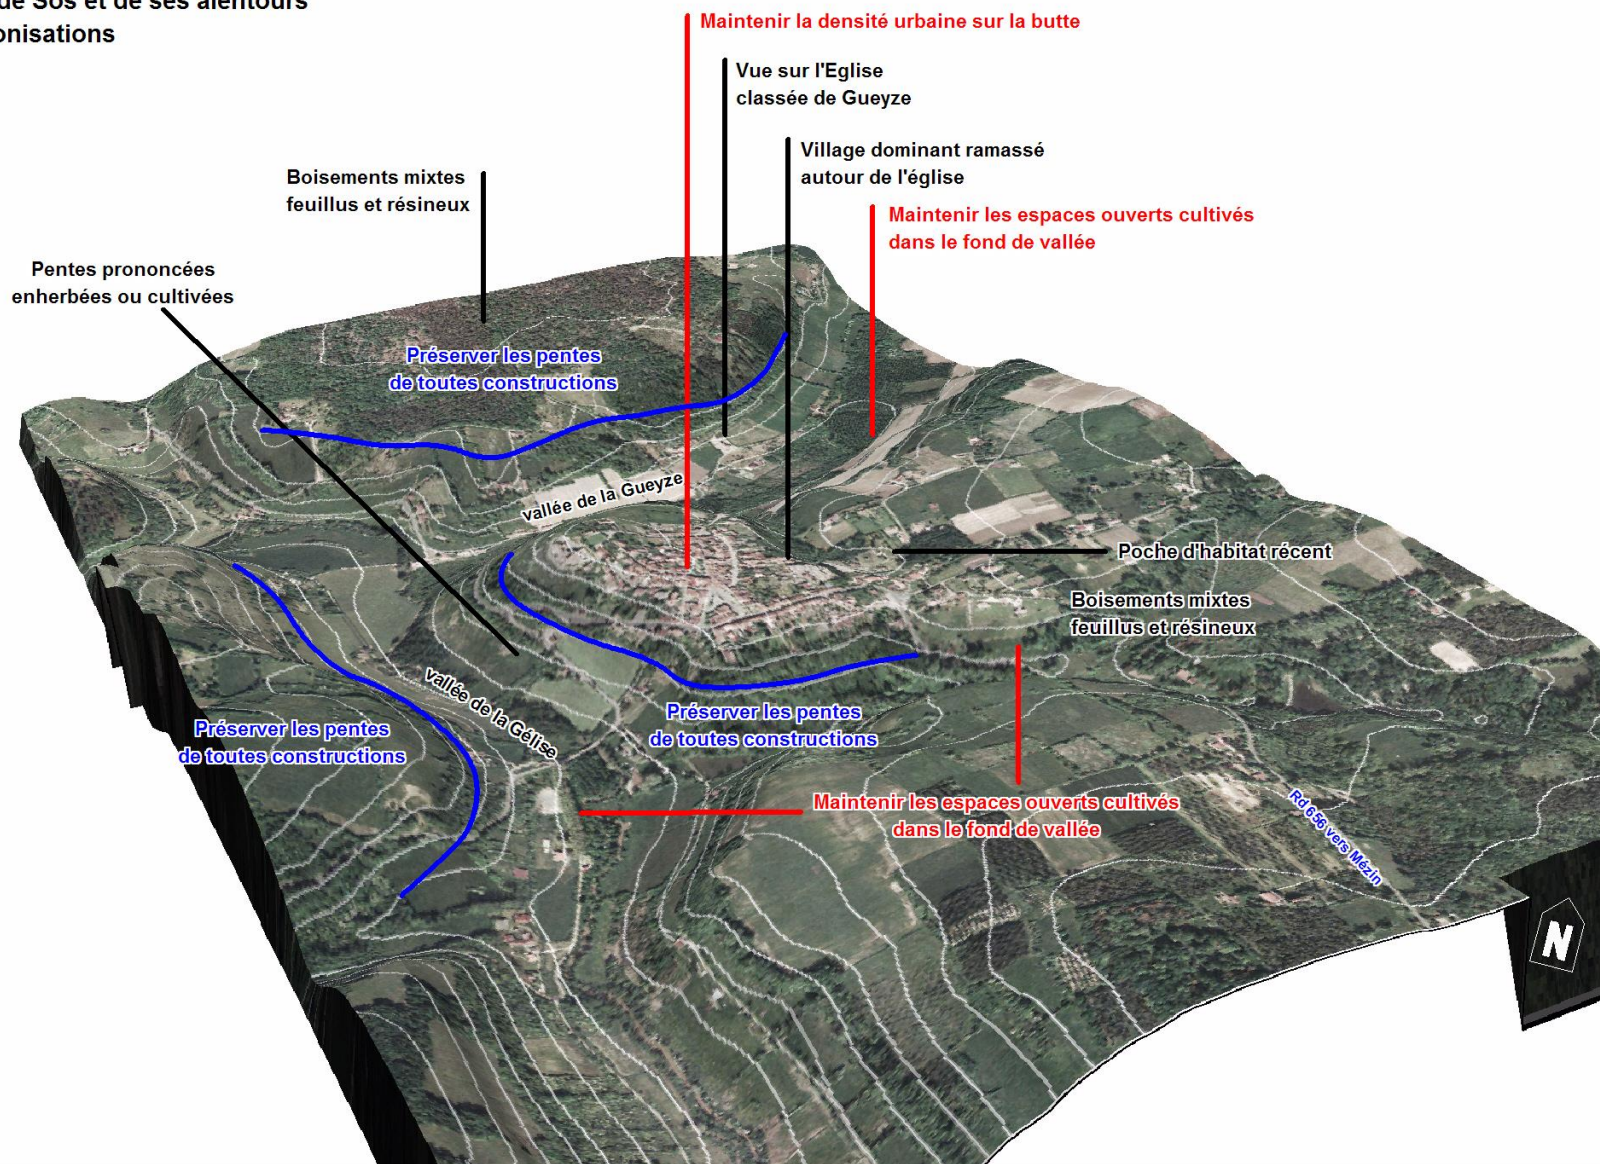 de Sos et de ses alentours
onisations
Maintenir la densité urbaine sur la butte
Vue sur l'Eglise
classée de Gueyze
Village dominant ramassé
autour de l'église
Boisements mixtes
feuillus et résineux
Maintenir les espaces ouverts cultivés
dans le fond de vallée
Pentes prononcées
enherbées ou cultivées
Préserver les pentes
de toutes constructions
vallée de la Gueyze
Poche d'habitat récent
Boisements mixtes
feuillus et résineux
vallée de la Gélise
Préserver les pentes
de toutes constructions
Préserver les pentes
de toutes constructions
Maintenir les espaces ouverts cultivés
dans le fond de vallée
Rd 656 vers Mézin
N